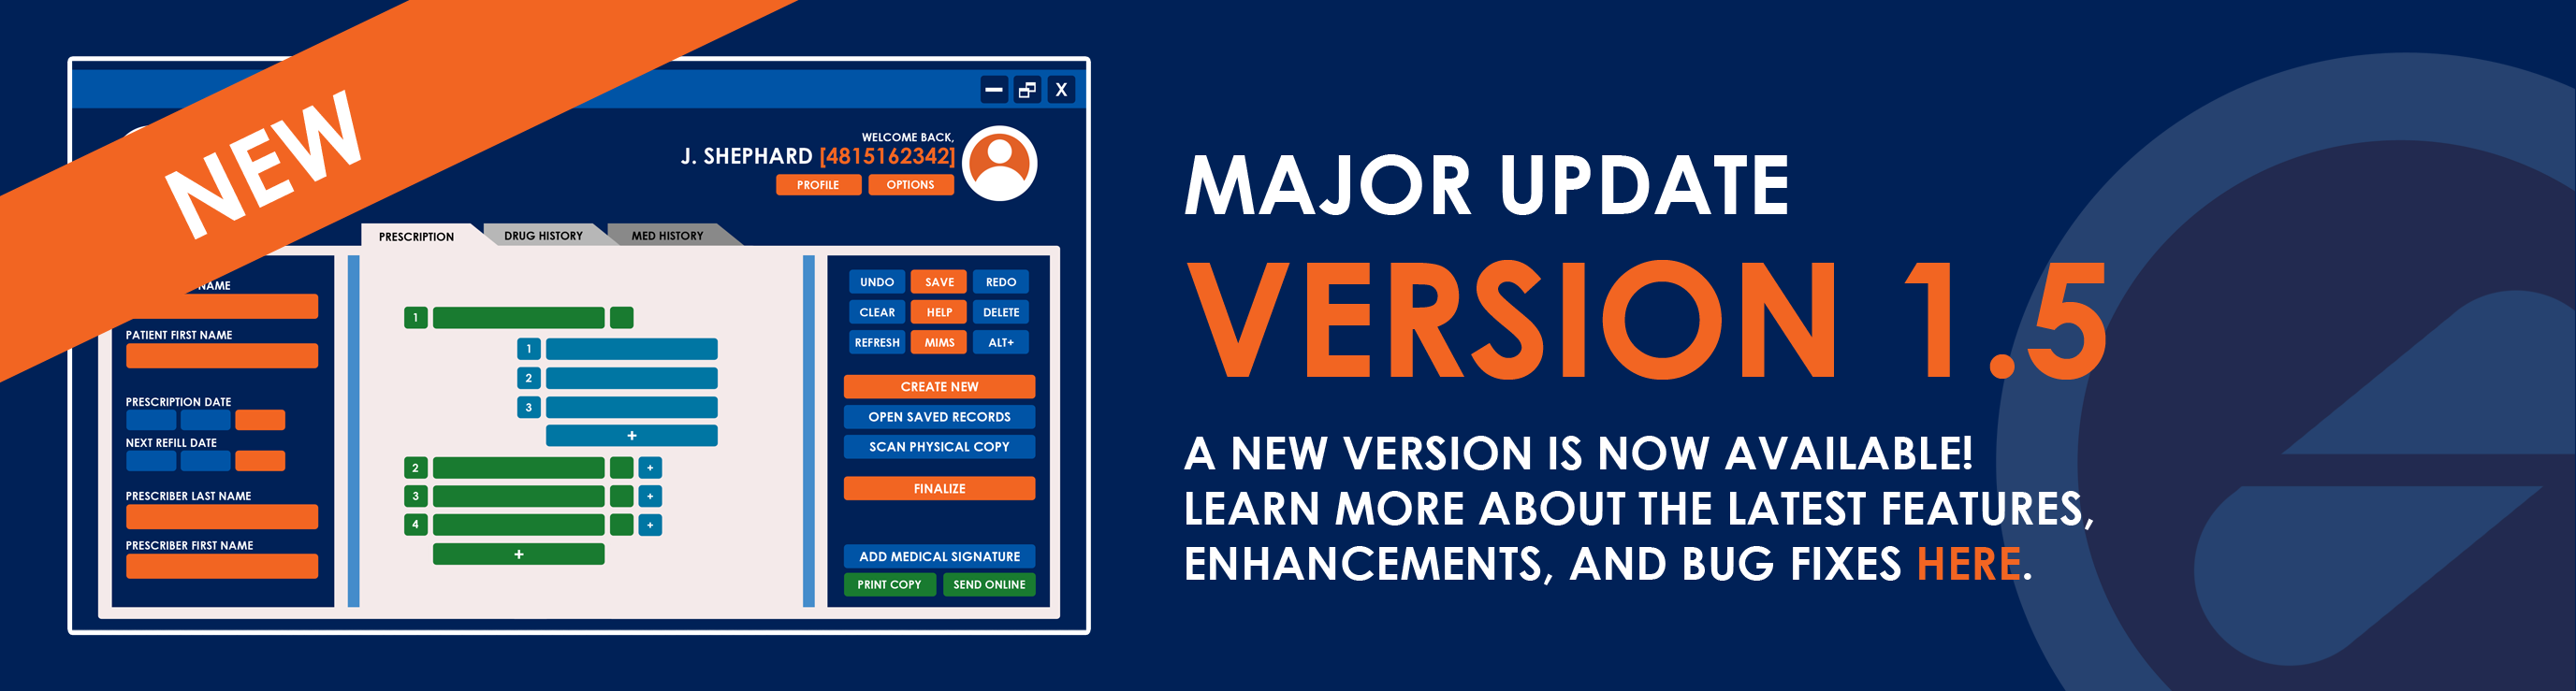 NEW
X
WELCOME BACK,
J. SHEPHARD [4815162342]
PROFILE OPTIONS
PRESCRIPTION DRUG HISTORY MED HISTORY
NAME
PATIENT FIRST NAME
PRESCRIPTION DATE
NEXT REFILL DATE
PRESCRIBER LAST NAME
PRESCRIBER FIRST NAME
1
1
2
3
+
2 +
3 +
4 +
+
UNDO SAVE REDO
CLEAR HELP DELETE
REFRESH MIMS ALT+
CREATE NEW
OPEN SAVED RECORDS
SCAN PHYSICAL COPY
FINALIZE
ADD MEDICAL SIGNATURE
PRINT COPY SEND ONLINE
MAJOR UPDATE
VERSION 1.5
A NEW VERSION IS NOW AVAILABLE!
LEARN MORE ABOUT THE LATEST FEATURES,
ENHANCEMENTS, AND BUG FIXES HERE.